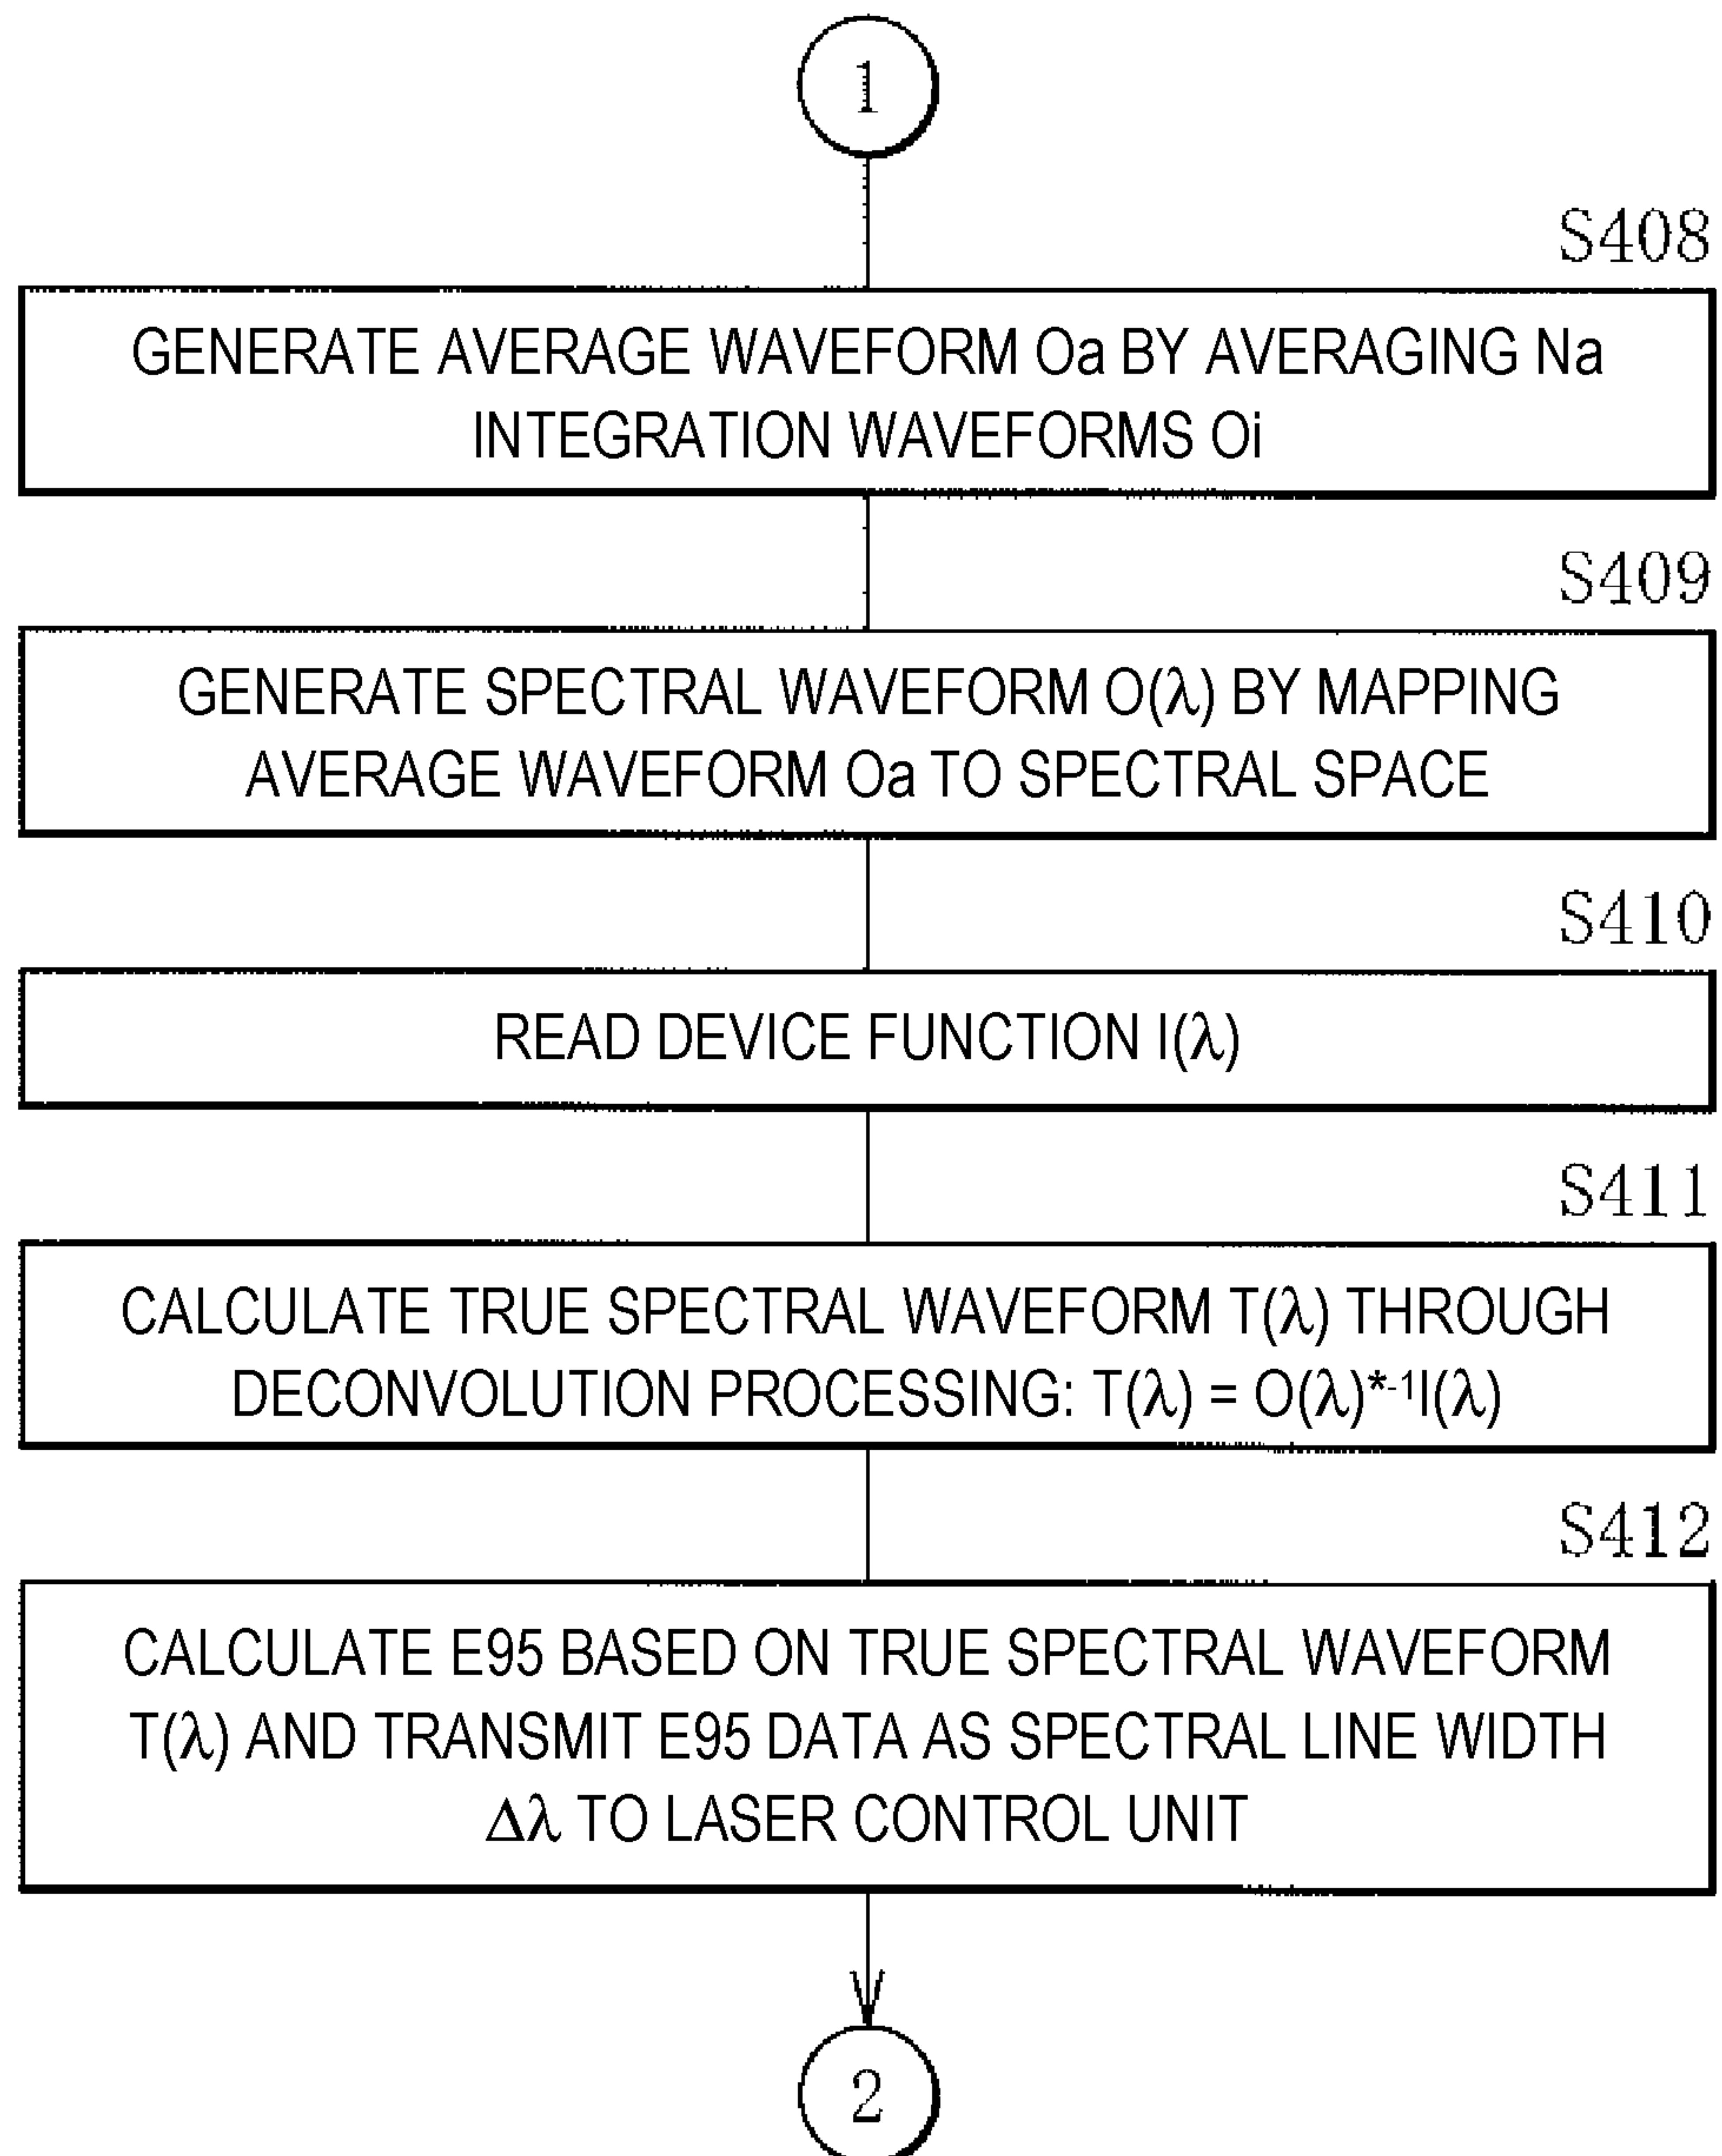 1
S408
GENERATE AVERAGE WAVEFORM Oa BY AVERAGING Na
INTEGRATION WAVEFORMS Oi
S409
GENERATE SPECTRAL WAVEFORM O(λ) BY MAPPING
AVERAGE WAVEFORM Oa TO SPECTRAL SPACE
S410
READ DEVICE FUNCTION I(λ)
S411
CALCULATE TRUE SPECTRAL WAVEFORM T(λ) THROUGH
DECONVOLUTION PROCESSING: T(λ) = O(λ)*⁻¹I(λ)
S412
CALCULATE E95 BASED ON TRUE SPECTRAL WAVEFORM
T(λ) AND TRANSMIT E95 DATA AS SPECTRAL LINE WIDTH
Δλ TO LASER CONTROL UNIT
2